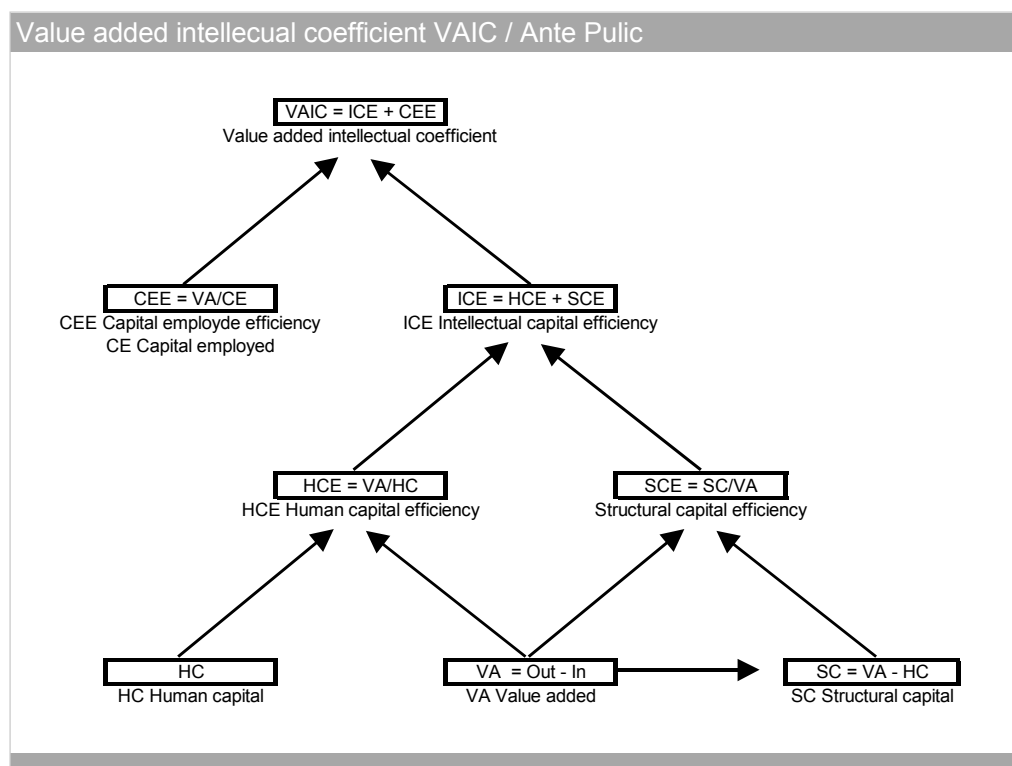 Value added intellecual coefficient VAIC / Ante Pulic
VAIC = ICE + CEE
Value added intellectual coefficient
CEE = VA/CE
CEE Capital employde efficiency
CE Capital employed
ICE = HCE + SCE
ICE Intellectual capital efficiency
HCE = VA/HC
HCE Human capital efficiency
SCE = SC/VA
Structural capital efficiency
HC
HC Human capital
VA = Out - In
VA Value added
SC = VA - HC
SC Structural capital